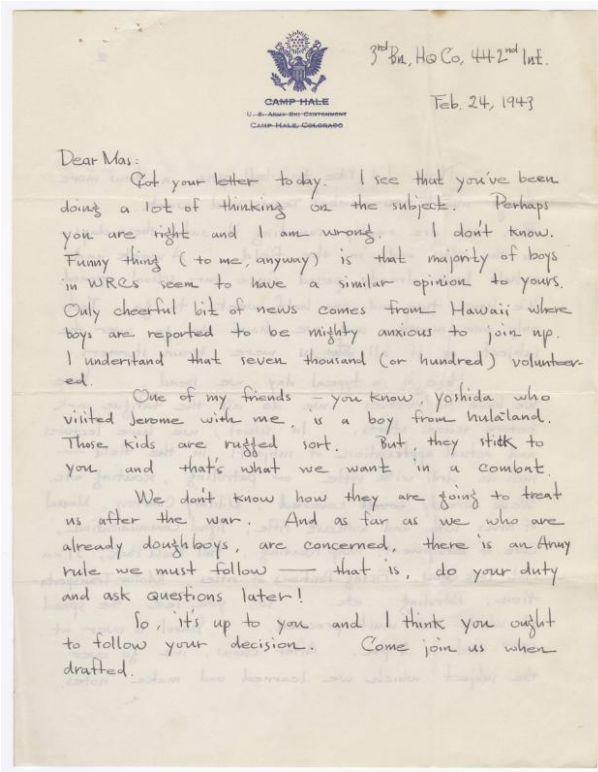 3rd Bn, HQ Co, 442nd Inf.
CAMP HALE
U. S. ARMY SKI CANTONMENT
CAMP HALE, COLORADO
Feb. 24, 1943
Dear Mas:
Got your letter today. I see that you've been
doing a lot of thinking on the subject. Perhaps
you are right and I am wrong. I don't know.
Funny thing (to me, anyway) is that majority of boys
in WRCs seem to have a similar opinion to yours.
Only cheerful bit of news comes from Hawaii where
boys are reported to be mighty anxious to join up.
I understand that seven thousand (or hundred) volunteer-
ed.
One of my friends – you know, Yoshida who
visited Jerome with me, is a boy from hulaland.
Those kids are rugged sort. But, they stick to
you and that's what we want in a combat.
We don't know how they are going to treat
us after the war. And as far as we who are
already doughboys, are concerned, there is an Army
rule we must follow — that is, do your duty
and ask questions later!
So, it's up to you and I think you ought
to follow your decision. Come join us when
drafted.